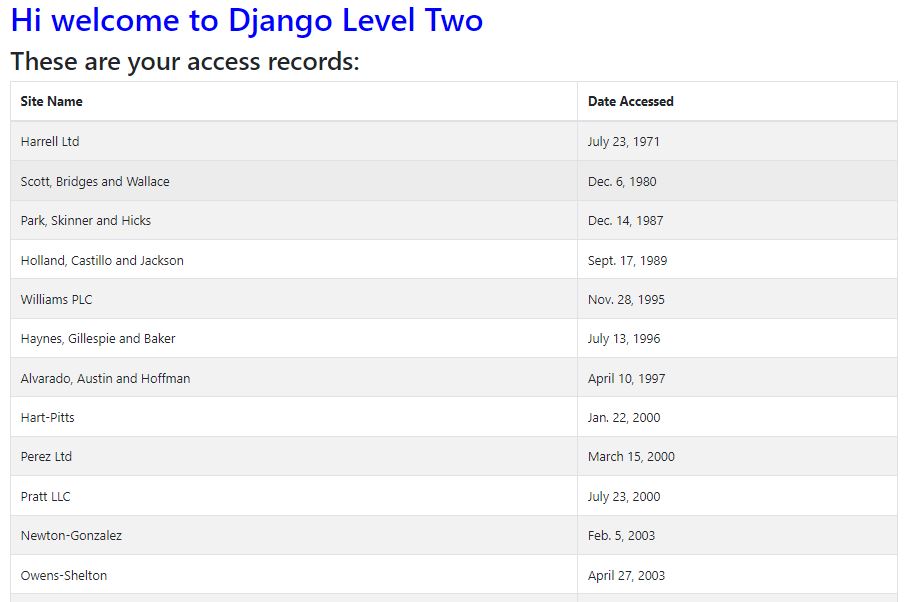 Hi welcome to Django Level Two
These are your access records:
Site Name Date Accessed
Harrell Ltd July 23, 1971
Scott, Bridges and Wallace Dec. 6, 1980
Park, Skinner and Hicks Dec. 14, 1987
Holland, Castillo and Jackson Sept. 17, 1989
Williams PLC Nov. 28, 1995
Haynes, Gillespie and Baker July 13, 1996
Alvarado, Austin and Hoffman April 10, 1997
Hart-Pitts Jan. 22, 2000
Perez Ltd March 15, 2000
Pratt LLC July 23, 2000
Newton-Gonzalez Feb. 5, 2003
Owens-Shelton April 27, 2003